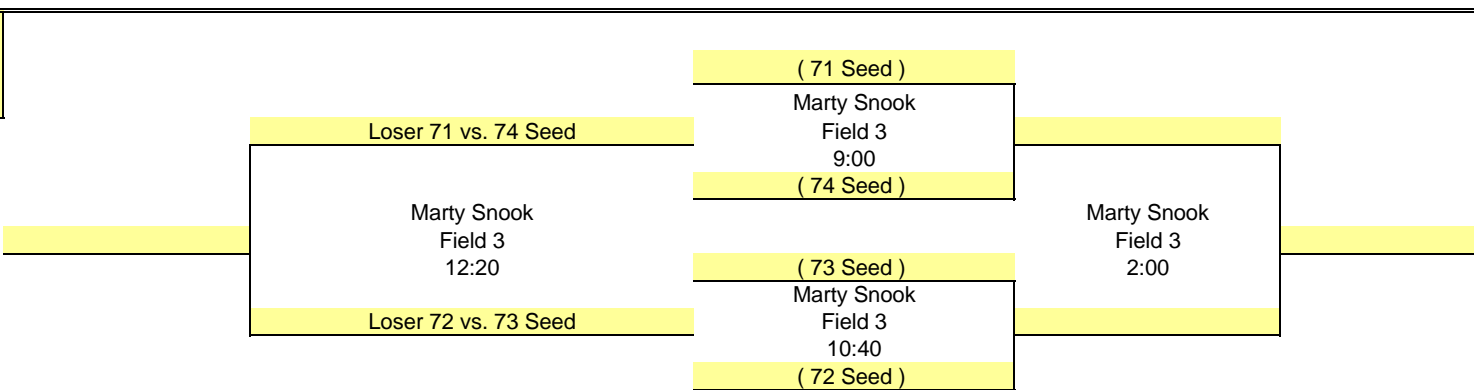 ( 71 Seed )
Marty Snook
Loser 71 vs. 74 Seed
Field 3
9:00
( 74 Seed )
Marty Snook
Field 3
12:20
Marty Snook
Field 3
2:00
( 73 Seed )
Marty Snook
Loser 72 vs. 73 Seed
Field 3
10:40
( 72 Seed )